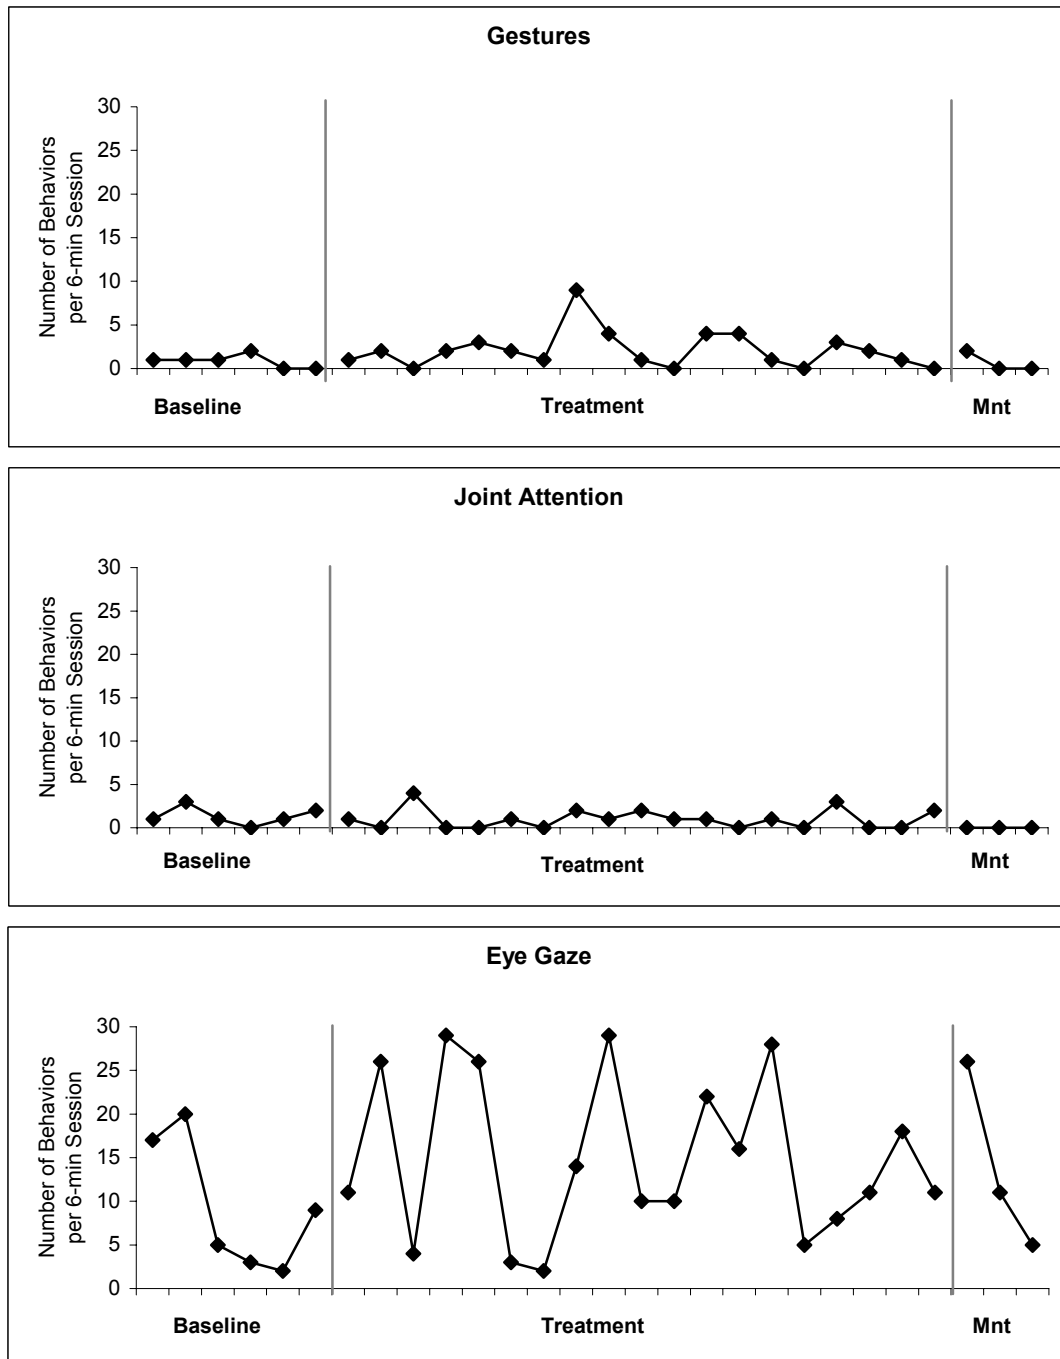 Gestures
Number of Behaviors
per 6-min Session
30
25
20
15
10
5
0
Baseline Treatment Mnt
Joint Attention
Number of Behaviors
per 6-min Session
30
25
20
15
10
5
0
Baseline Treatment Mnt
Eye Gaze
Number of Behaviors
per 6-min Session
30
25
20
15
10
5
0
Baseline Treatment Mnt